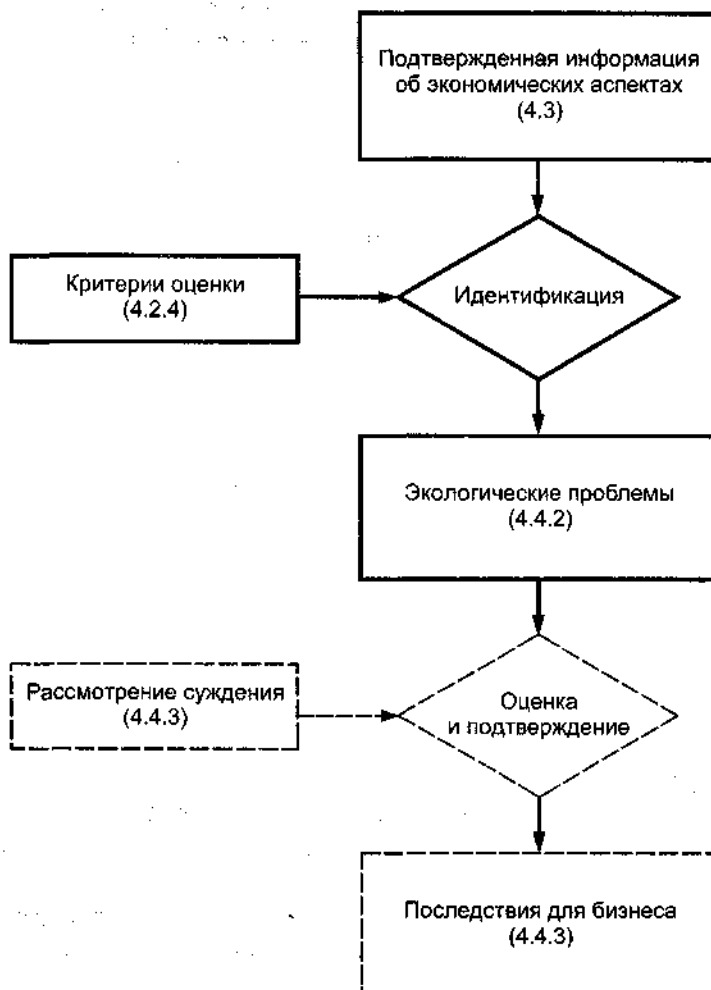 Подтвержденная информация
об экономических аспектах
(4.3)
Критерии оценки
(4.2.4)
Идентификация
Экологические проблемы
(4.4.2)
Рассмотрение суждения
(4.4.3)
Оценка
и подтверждение
Последствия для бизнеса
(4.4.3)